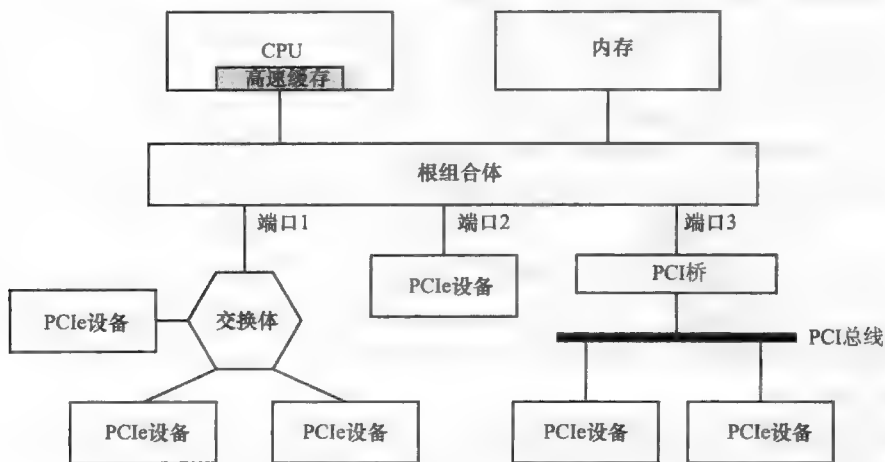 CPU
高速缓存
内存
根组合体
端口1
端口2
端口3
PCIe设备
PCI桥
PCIe设备
交换体
PCI总线
PCIe设备
PCIe设备
PCIe设备
PCIe设备